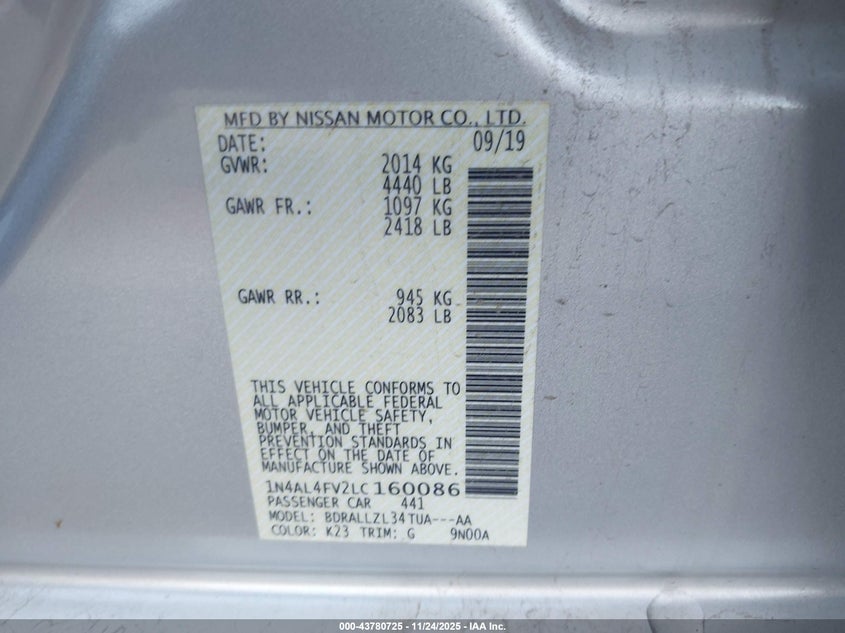 MFD BY NISSAN MOTOR CO., LTD.
DATE: 09/19
GVWR: 2014 KG
4440 LB
GAWR FR.: 1097 KG
2418 LB
GAWR RR.: 945 KG
2083 LB
THIS VEHICLE CONFORMS TO
ALL APPLICABLE FEDERAL
MOTOR VEHICLE SAFETY,
BUMPER, AND THEFT
PREVENTION STANDARDS IN
EFFECT ON THE DATE OF
MANUFACTURE SHOWN ABOVE.
1N4AL4FV2LC160086
PASSENGER CAR 441
MODEL: BDRALLZL34TUA---AA
COLOR: K23 TRIM: G 9N00A
000-43780725 - 11/24/2025 - IAA Inc.